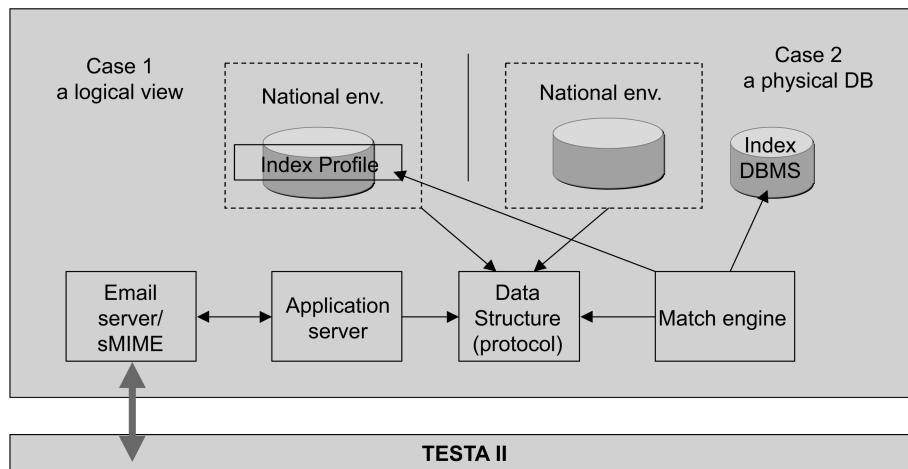 Case 1
a logical view
National env.
Index Profile
National env.
Case 2
a physical DB
Index
DBMS
Email
server/
sMIME
Application
server
Data
Structure
(protocol)
Match engine
TESTA II